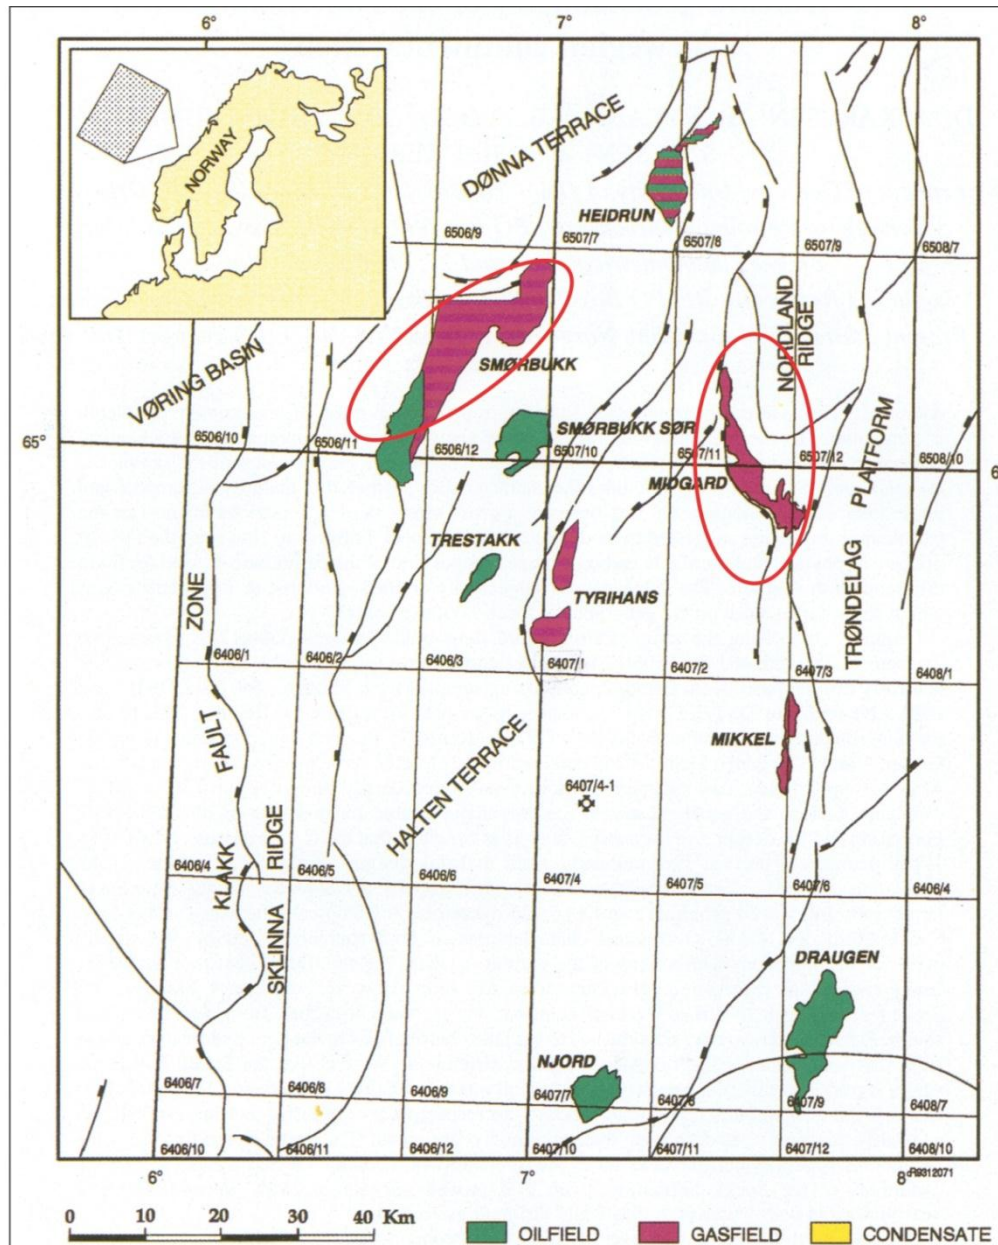 6° 7° 8°
NORWAY
DØNNA TERRACE
HEIDRUN
6506/9 6507/7 6507/8 6507/9 6508/7
NORDLAND
RIDGE
VØRING BASIN
SMØRBUKK
SMØRBUKK SØR
65°
6506/10 6506/11 6506/12 6507/10 6507/11 6507/12 6508/10
6
MIDGARD
PLATFORM
TRØNDELAG
TRESTAKK
TYRIHANS
ZONE
6406/1 6406/2 6406/3 6407/1 6407/2 6407/3 6408/1
FAULT
MIKKEL
HALTEN TERRACE
6407/4-1
KLAKK
RIDGE
SKLINNA
6406/4 6406/5 6406/6 6407/4 6407/5 6407/6 6406/4
DRAUGEN
NJORD
6406/7 6406/8 6406/9 6407/7 6407/8 6407/9 6408/7
6406/10 6406/11 6406/12 6407/10 6407/11 6407/12 6408/10
R9312071
6° 7° 8°
0 10 20 30 40 Km
OILFIELD GASFIELD CONDENSATE